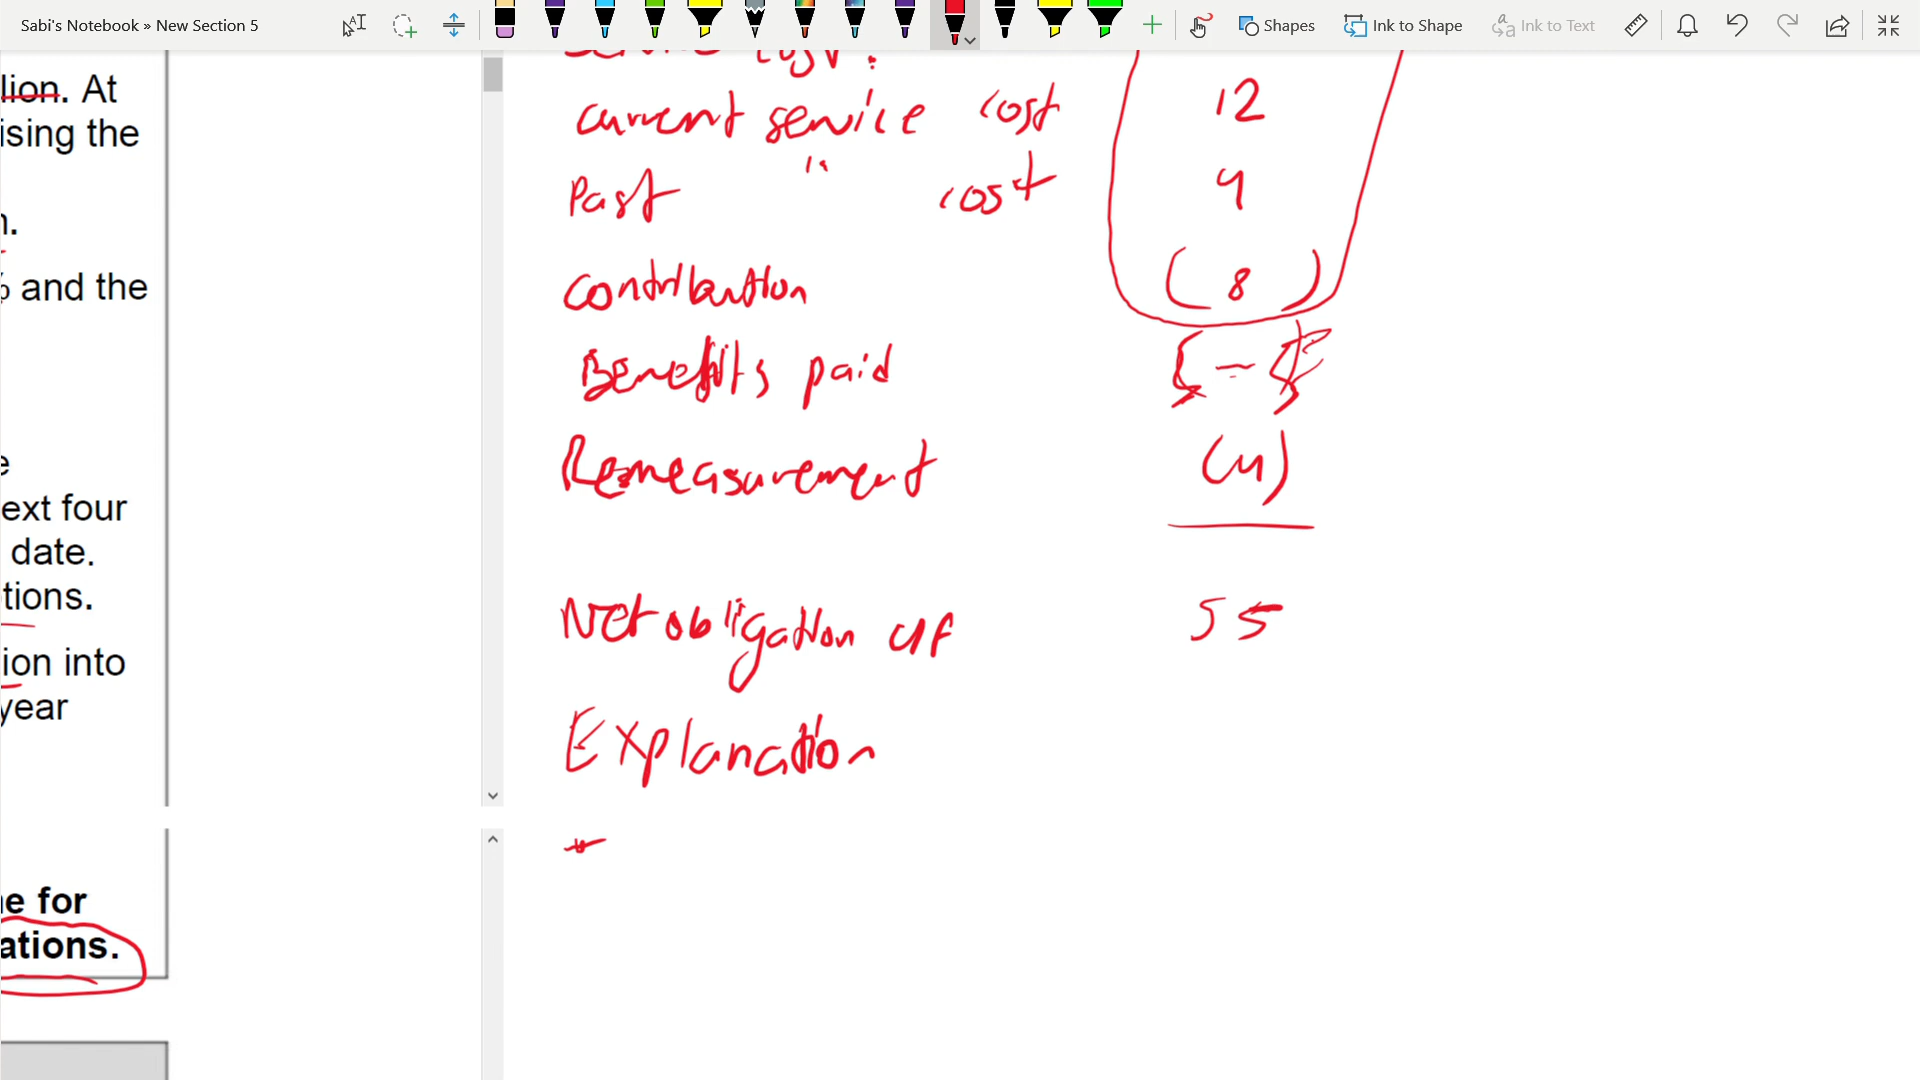 Sabi's Notebook » New Section 5
Shapes
Ink to Shape
Ink to Text
lion. At
ising the
n.
% and the
e
ext four
date.
tions.
ion into
year
e for
ations.
cost:
current service cost 12
Past " cost 4
contribution (8)
Benefits paid -
Remeasurement (4)
Net obligation c/f 55
Explanation